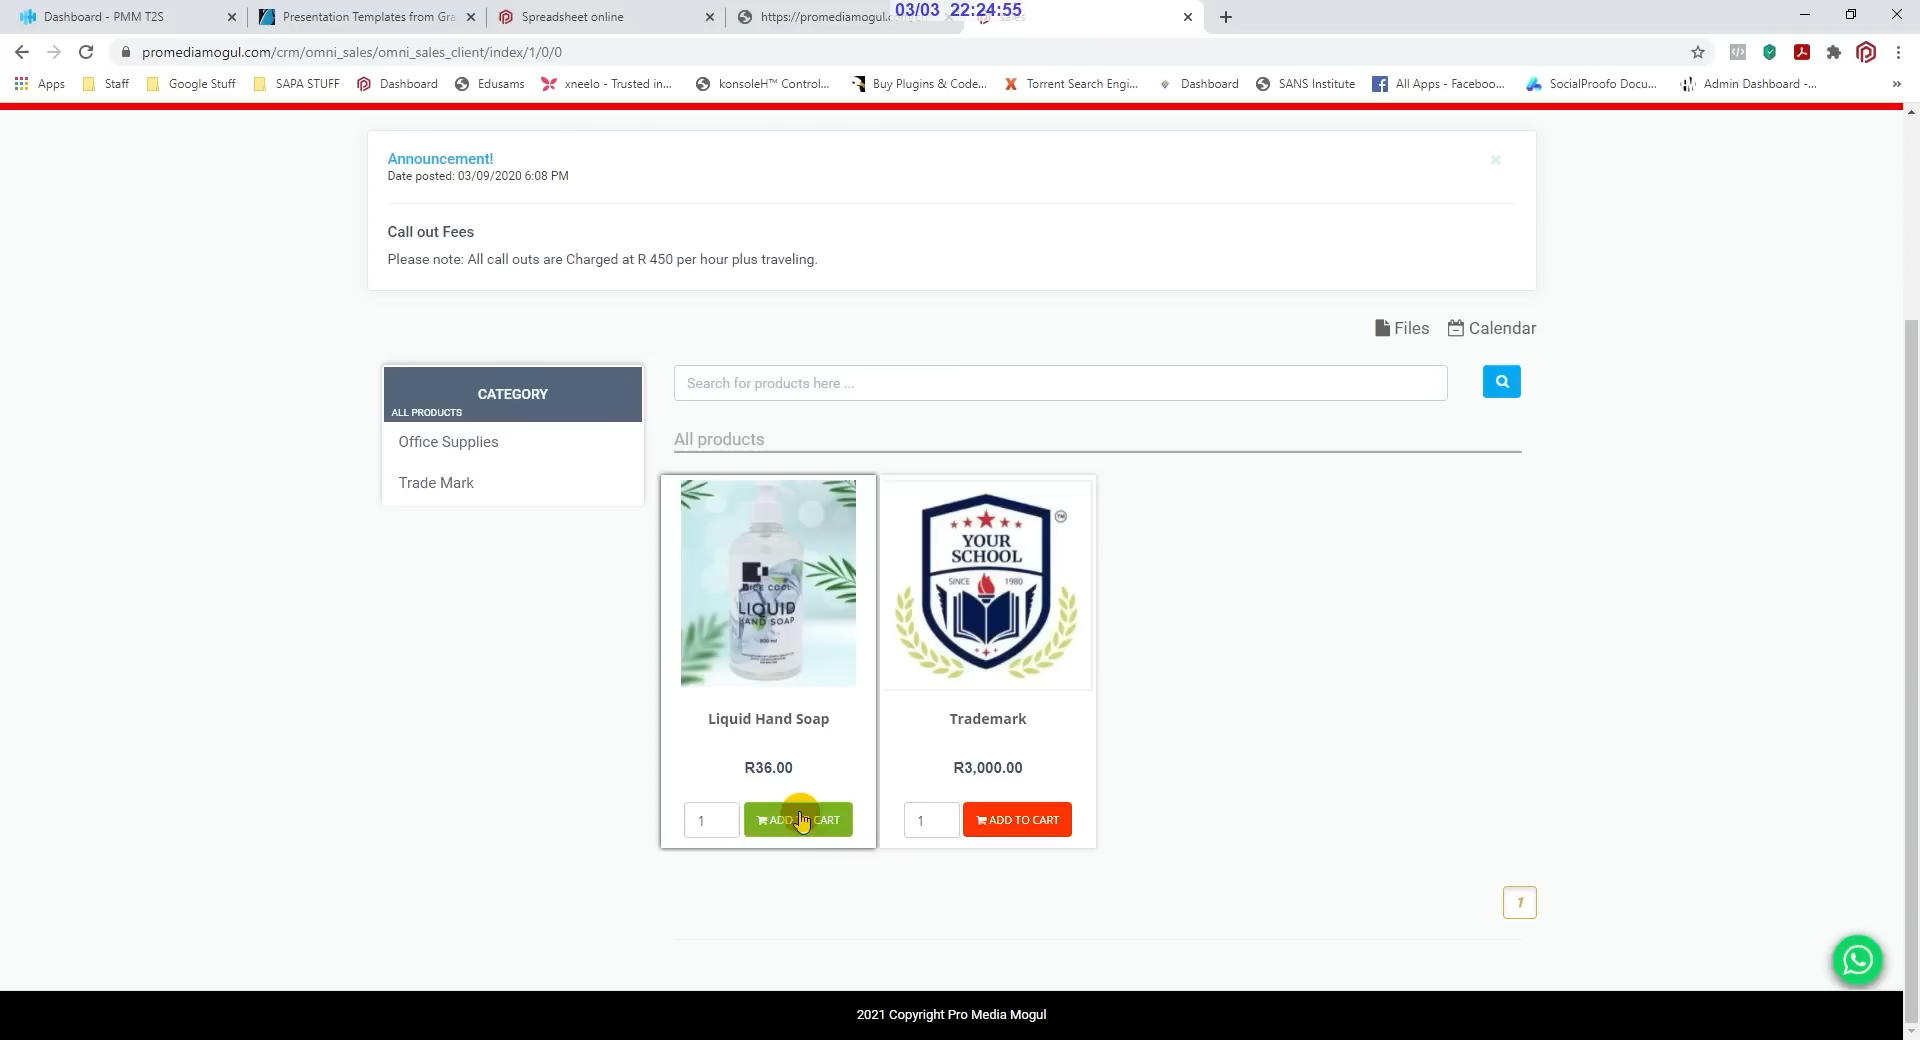 Dashboard - PMM T2S
Presentation Templates from Gra
Spreadsheet online
https://promediamogul.
03/03 22:24:55
sales
promediamogul.com/crm/omni_sales/omni_sales_client/index/1/0/0
Apps
Staff
Google Stuff
SAPA STUFF
Dashboard
Edusams
xneelo - Trusted in...
konsoleH™ Control...
Buy Plugins & Code...
Torrent Search Engi...
Dashboard
SANS Institute
All Apps - Faceboo...
SocialProofo Docu...
Admin Dashboard -...
»
Announcement!
Date posted: 03/09/2020 6:08 PM
Call out Fees
Please note: All call outs are Charged at R 450 per hour plus traveling.
Files
Calendar
CATEGORY
ALL PRODUCTS
Office Supplies
Trade Mark
Search for products here ...
All products
LIQUID
HAND SOAP
YOUR
SCHOOL
SINCE 1980
TM
Liquid Hand Soap
R36.00
1
ADD TO CART
Trademark
R3,000.00
1
ADD TO CART
1
2021 Copyright Pro Media Mogul